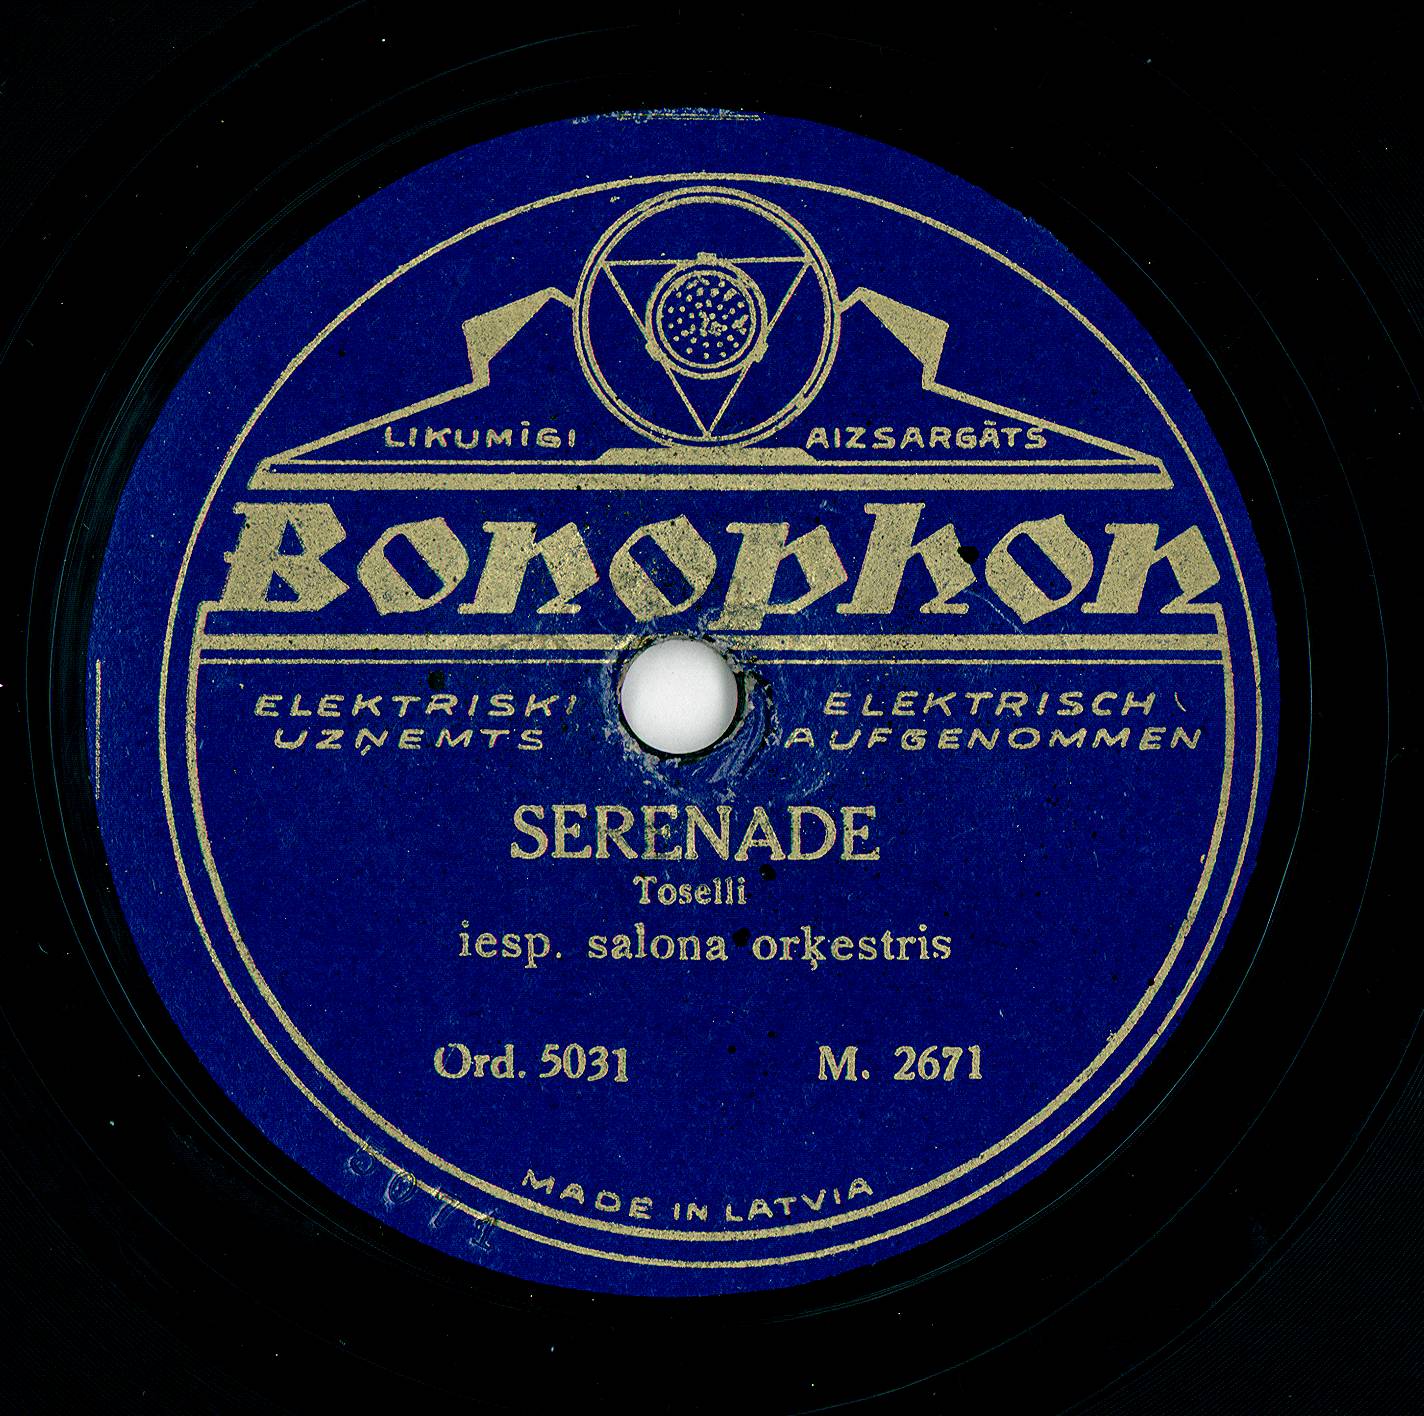 LIKUMĪGI AIZSARGĀTS
Bonophon
ELEKTRISKI
UZŅEMTS
ELEKTRISCH
AUFGENOMMEN
SERENADE
Toselli
iesp. salona orķestris
Ord. 5031 M. 2671
MADE IN LATVIA